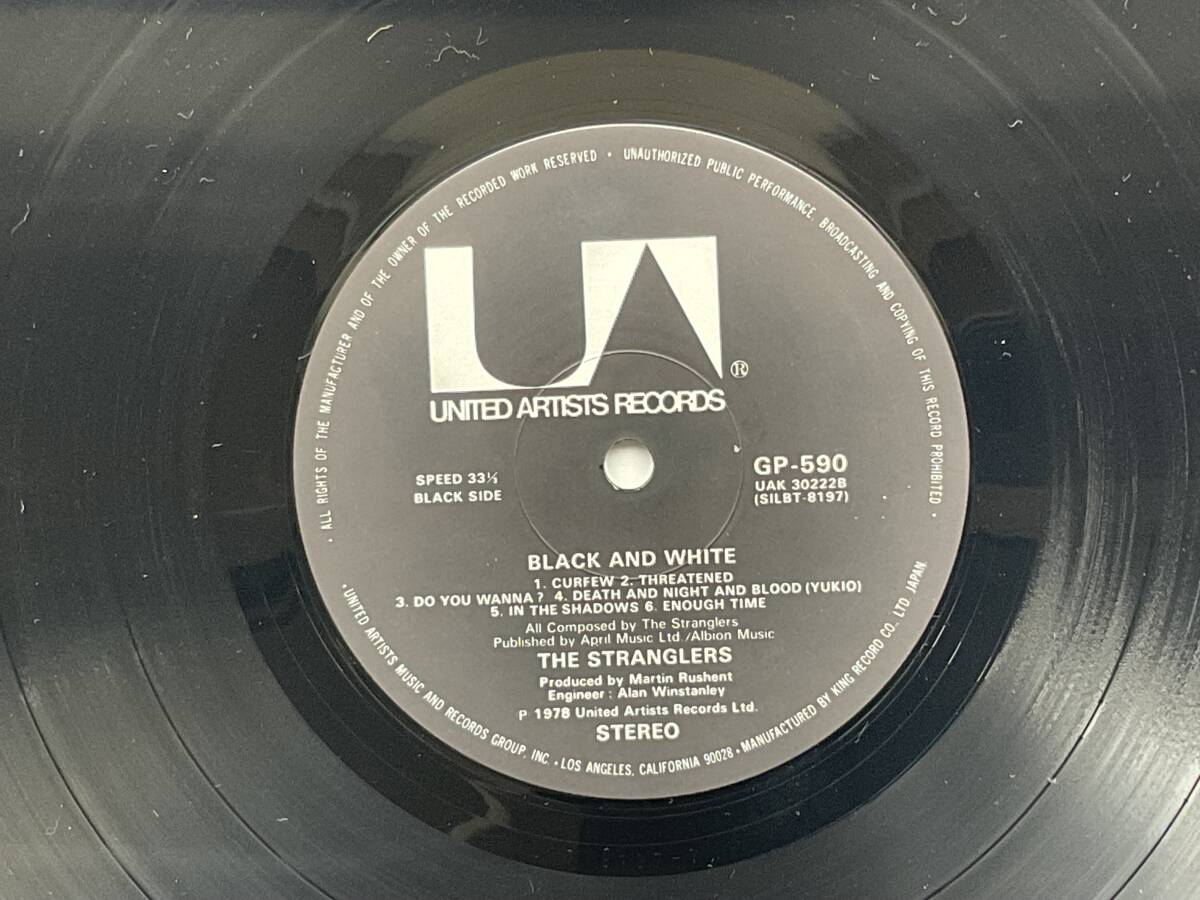 · ALL RIGHTS OF THE MANUFACTURER AND OF THE OWNER OF THE RECORDED WORK RESERVED · UNAUTHORIZED PUBLIC PERFORMANCE, BROADCASTING AND COPYING OF THIS RECORD PROHIBITED ·
UA
®
UNITED ARTISTS RECORDS
SPEED 33⅓
BLACK SIDE
GP-590
UAK 30222B
(SILBT-8197)
BLACK AND WHITE
1. CURFEW 2. THREATENED
3. DO YOU WANNA? 4. DEATH AND NIGHT AND BLOOD (YUKIO)
5. IN THE SHADOWS 6. ENOUGH TIME
All Composed by The Stranglers
Published by April Music Ltd./Albion Music
THE STRANGLERS
Produced by Martin Rushent
Engineer : Alan Winstanley
P 1978 United Artists Records Ltd.
STEREO
· UNITED ARTISTS MUSIC AND RECORDS GROUP, INC. · LOS ANGELES, CALIFORNIA 90028 · MANUFACTURED BY KING RECORD CO. LTD. JAPAN.